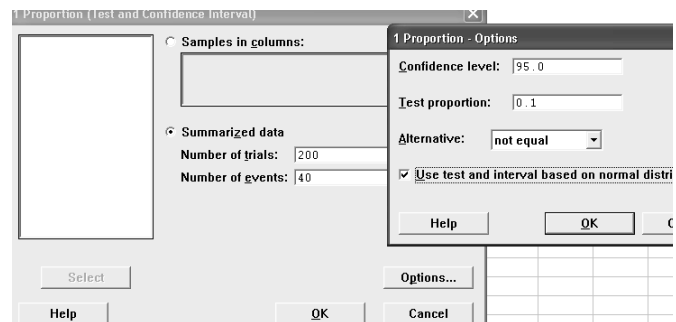 1 Proportion (Test and Confidence Interval)
Samples in columns:
Summarized data
Number of trials: 200
Number of events: 40
Select
Options...
Help
OK
Cancel
1 Proportion - Options
Confidence level: 95.0
Test proportion: 0.1
Alternative: not equal
Use test and interval based on normal distri
Help
OK
C